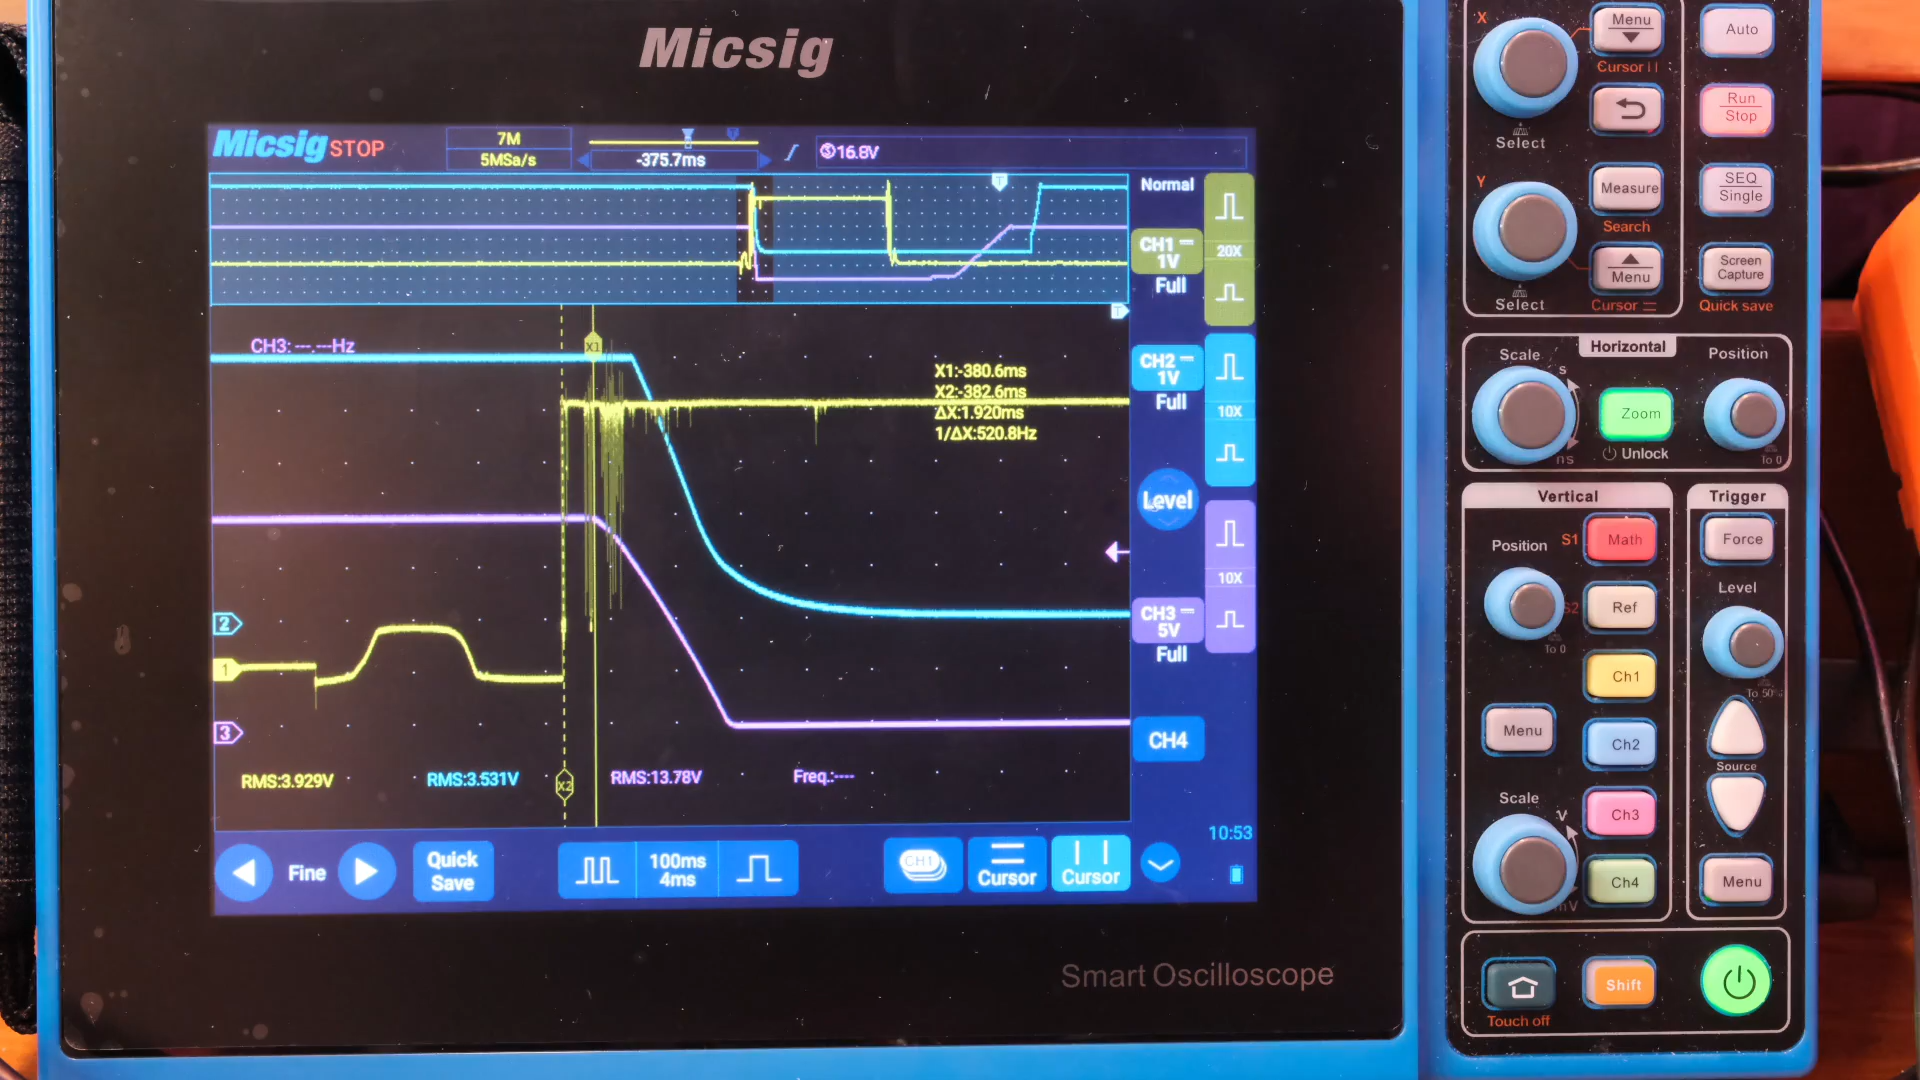 Micsig
Micsig STOP
7M
5MSa/s
-375.7ms
T
S 16.8V
T
Normal
CH1
1V
Full
20X
T
CH3: ---.---Hz
X1
X1:-380.6ms
X2:-382.6ms
ΔX:1.920ms
1/ΔX:520.8Hz
CH2
1V
Full
10X
Level
2
1
3
CH3
5V
Full
10X
CH4
RMS:3.929V
RMS:3.531V
X2
RMS:13.78V
Freq.:----
10:53
Fine
Quick
Save
100ms
4ms
CH1
Cursor
Cursor
Smart Oscilloscope
X
Menu
Cursor
Select
Auto
Run
Stop
Y
Measure
Search
SEQ
Single
Menu
Cursor
Select
Screen
Capture
Quick save
Horizontal
Scale
s
ns
Zoom
Unlock
Position
To 0
Vertical
Position
S1
S2
To 0
Math
Ref
Ch1
Menu
Ch2
Scale
V
mV
Ch3
Ch4
Trigger
Force
Level
To 50%
Source
Menu
Touch off
Shift